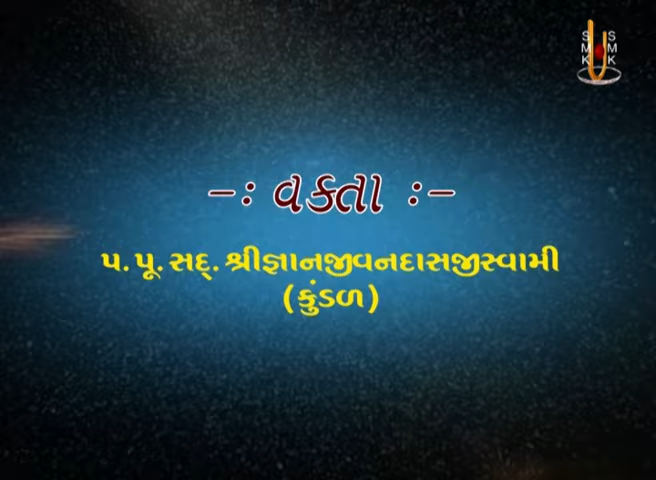 S S
M M
K K
-: વક્તા :-
પ. પૂ. સદ્. શ્રીજ્ઞાનજીવનદાસજીસ્વામી
(કુંડળ)